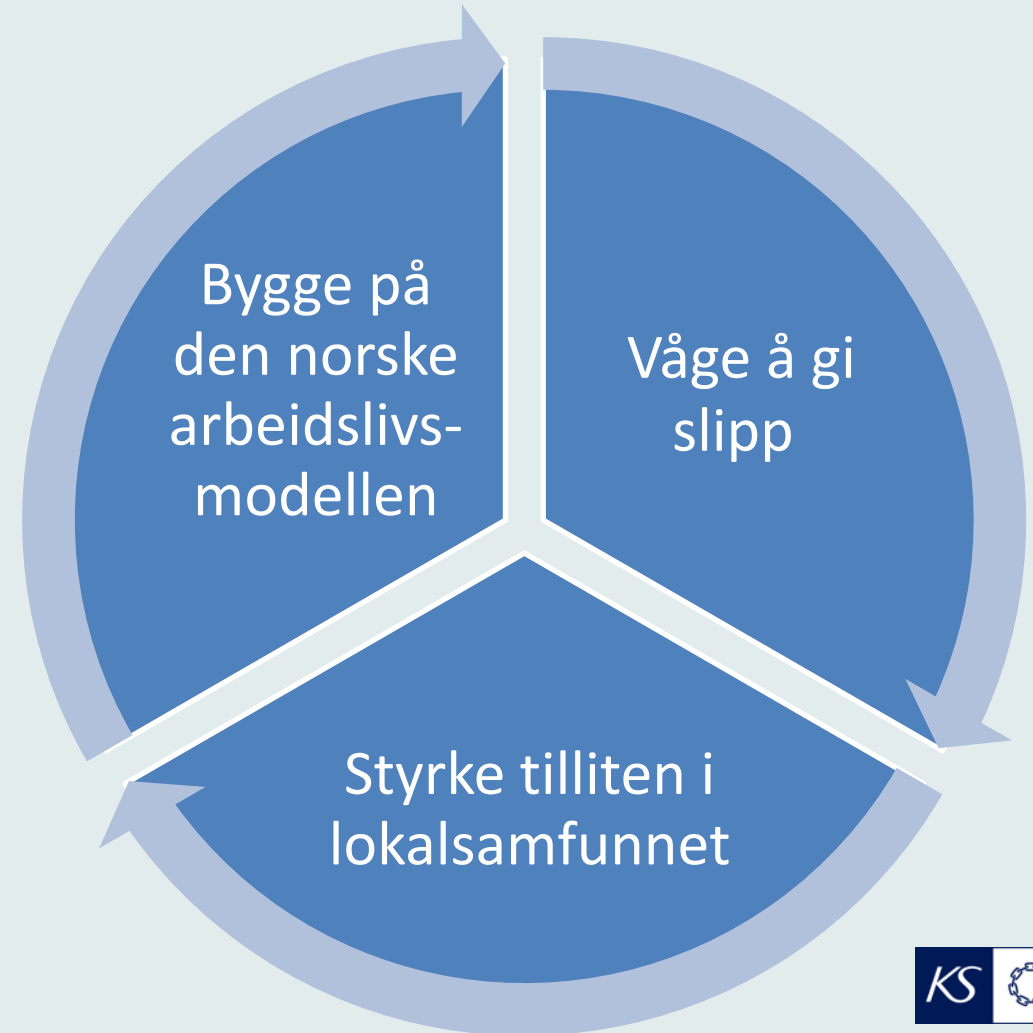 Bygge på
den norske
arbeidslivs-
modellen
Våge å gi
slipp
Styrke tilliten i
lokalsamfunnet
KS